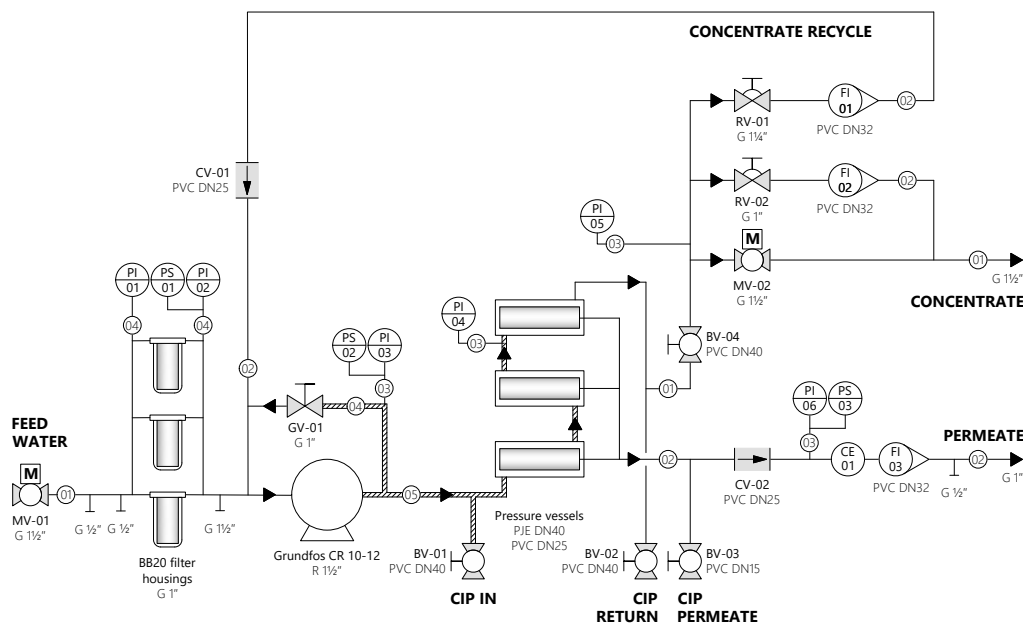 CONCENTRATE RECYCLE
FI
01
02
RV-01
G 1¼"
PVC DN32
CV-01
PVC DN25
FI
02
02
RV-02
G 1"
PVC DN32
PI
05
03
M
MV-02
G 1½"
01
G 1½"
CONCENTRATE
PI
01
PS
01
PI
02
04
04
PI
04
03
BV-04
PVC DN40
PS
02
PI
03
02
03
01
04
GV-01
G 1"
PI
06
PS
03
03
FEED
WATER
M
MV-01
G 1½"
01
G ½"
G ½"
G 1½"
BB20 filter
housings
G 1"
Grundfos CR 10-12
R 1½"
05
BV-01
PVC DN40
CIP IN
Pressure vessels
PJE DN40
PVC DN25
02
CV-02
PVC DN25
CE
01
FI
03
PVC DN32
G ½"
02
PERMEATE
G 1"
BV-02
PVC DN40
CIP
RETURN
BV-03
PVC DN15
CIP
PERMEATE